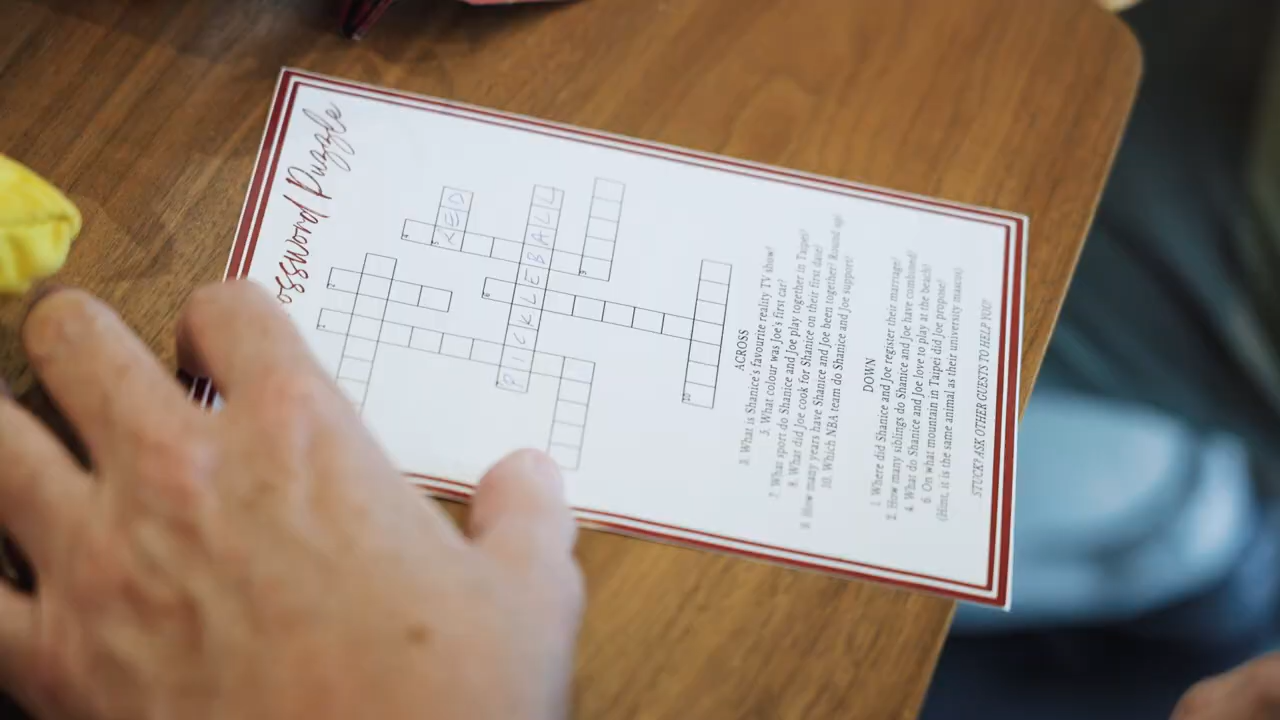 ossword Puzzle
RED
PICKLEBALL
ACROSS
3. What is Shanice's favourite reality TV show?
5. What colour was Joe's first car?
7. What sport do Shanice and Joe play together in Taipei?
8. What did Joe cook for Shanice on their first date?
9. How many years have Shanice and Joe been together? Round up!
10. Which NBA team do Shanice and Joe support?
DOWN
1. Where did Shanice and Joe register their marriage?
2. How many siblings do Shanice and Joe have combined?
4. What do Shanice and Joe love to play at the beach?
6. On what mountain in Taipei did Joe propose?
(Hint, it is the same animal as their university mascot)
STUCK? ASK OTHER GUESTS TO HELP YOU!